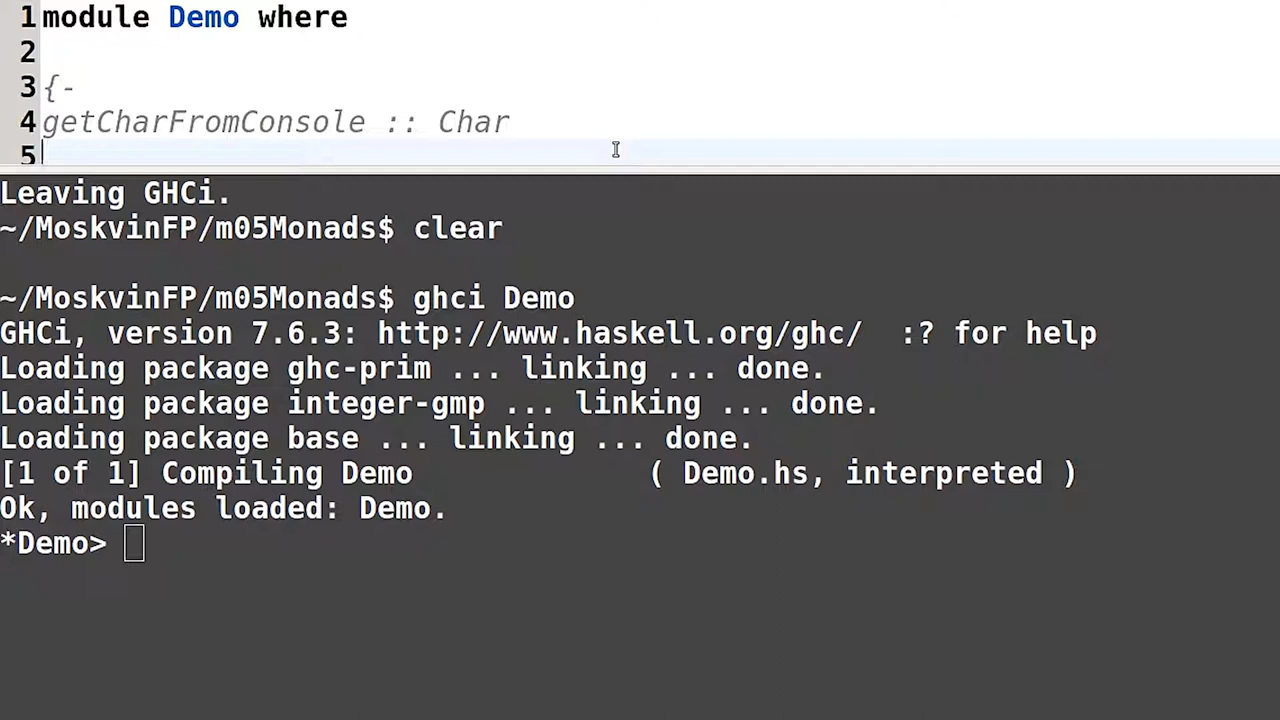 1 module Demo where
2
3 {-
4 getCharFromConsole :: Char
5
Leaving GHCi.
~/MoskvinFP/m05Monads$ clear
~/MoskvinFP/m05Monads$ ghci Demo
GHCi, version 7.6.3: http://www.haskell.org/ghc/  :? for help
Loading package ghc-prim ... linking ... done.
Loading package integer-gmp ... linking ... done.
Loading package base ... linking ... done.
[1 of 1] Compiling Demo             ( Demo.hs, interpreted )
Ok, modules loaded: Demo.
*Demo>